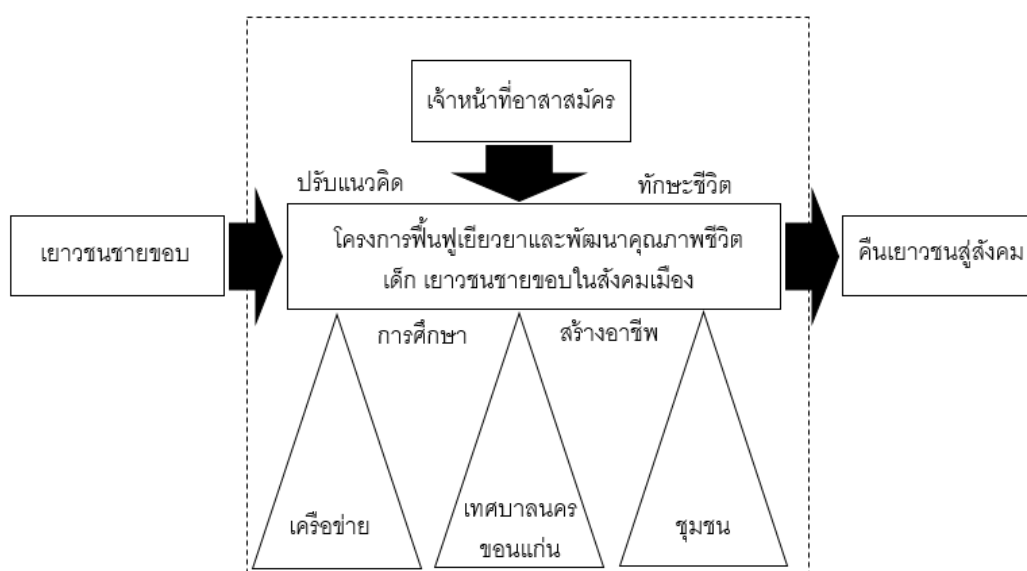 เจ้าหน้าที่อาสาสมัคร
ปรับแนวคิด
ทักษะชีวิต
เยาวชนชายขอบ
โครงการฟื้นฟูเยียวยาและพัฒนาคุณภาพชีวิต
เด็ก เยาวชนชายขอบในสังคมเมือง
คืนเยาวชนสู่สังคม
การศึกษา
สร้างอาชีพ
เครือข่าย
เทศบาลนคร
ขอนแก่น
ชุมชน